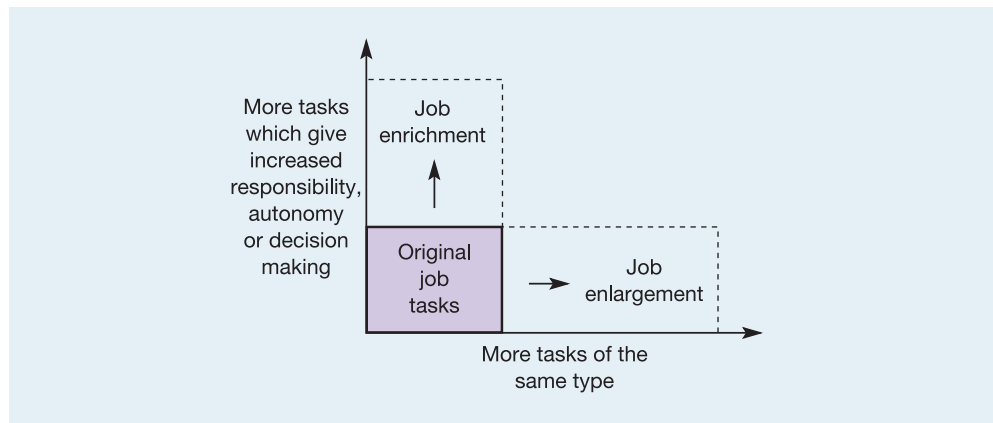 More tasks
which give
increased
responsibility,
autonomy
or decision
making
Job
enrichment
Original
job
tasks
Job
enlargement
More tasks of the
same type